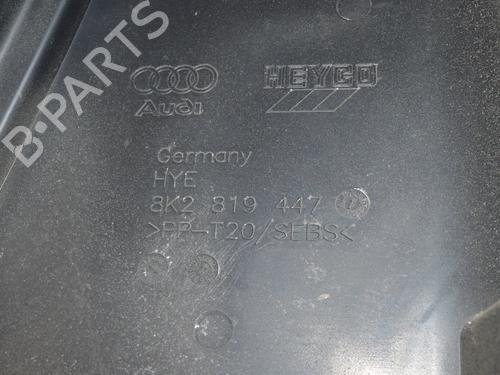 B-PARTS
Audi HEYCO
Germany
HYE
8K2 819 447
>PP-T20/SEBS<